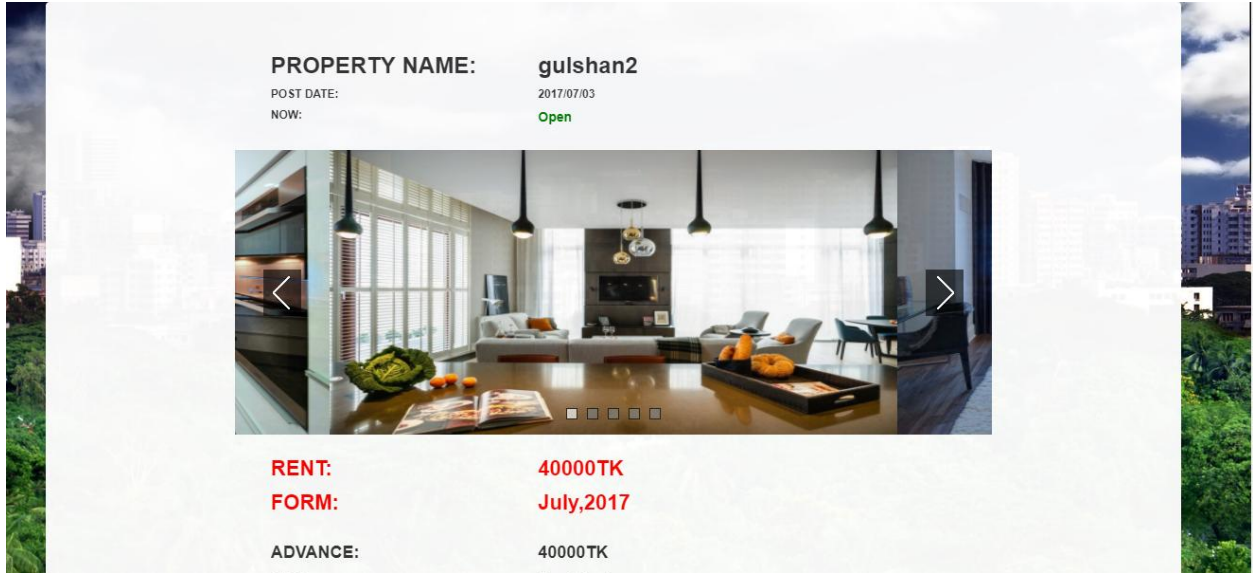 PROPERTY NAME: gulshan2
POST DATE: 2017/07/03
NOW: Open
RENT: 40000TK
FORM: July,2017
ADVANCE: 40000TK